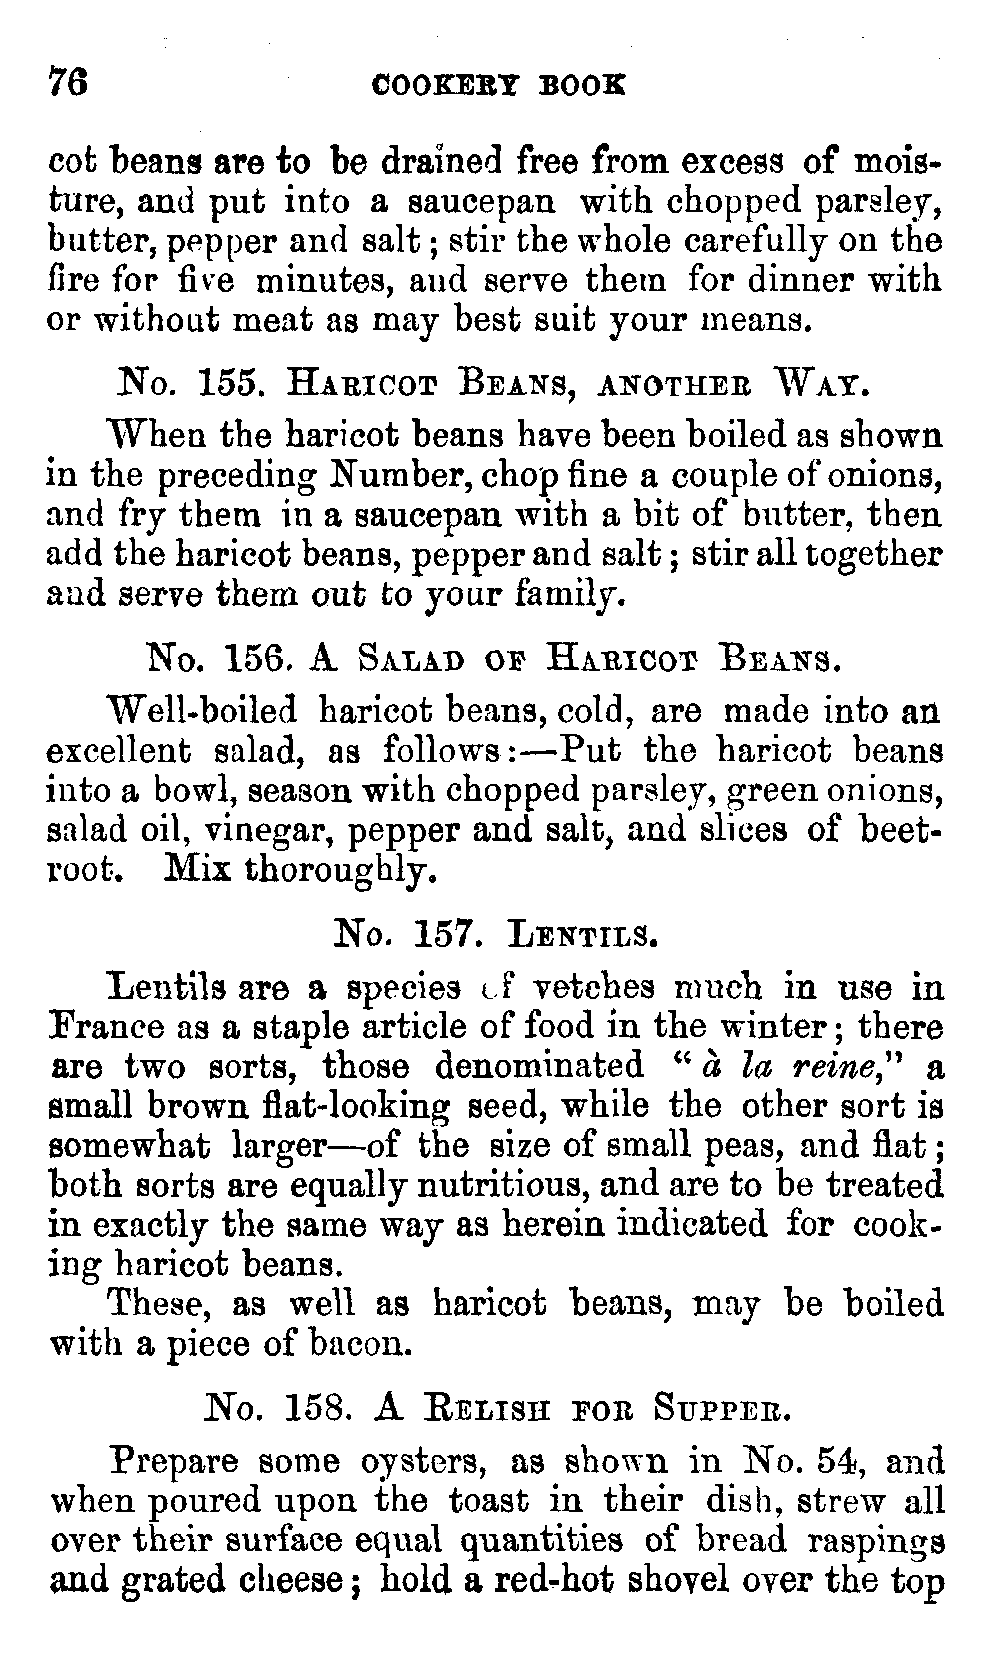 76 COOKERY BOOK
cot beans are to be drained free from excess of mois-
ture, and put into a saucepan with chopped parsley,
butter, pepper and salt; stir the whole carefully on the
fire for five minutes, and serve them for dinner with
or without meat as may best suit your means.
No. 155. Haricot Beans, another Way.
When the haricot beans have been boiled as shown
in the preceding Number, chop fine a couple of onions,
and fry them in a saucepan with a bit of butter, then
add the haricot beans, pepper and salt; stir all together
and serve them out to your family.
No. 156. A Salad of Haricot Beans.
Well-boiled haricot beans, cold, are made into an
excellent salad, as follows:—Put the haricot beans
into a bowl, season with chopped parsley, green onions,
salad oil, vinegar, pepper and salt, and slices of beet-
root. Mix thoroughly.
No. 157. Lentils.
Lentils are a species of vetches much in use in
France as a staple article of food in the winter; there
are two sorts, those denominated "à la reine," a
small brown flat-looking seed, while the other sort is
somewhat larger—of the size of small peas, and flat;
both sorts are equally nutritious, and are to be treated
in exactly the same way as herein indicated for cook-
ing haricot beans.
These, as well as haricot beans, may be boiled
with a piece of bacon.
No. 158. A Relish for Supper.
Prepare some oysters, as shown in No. 54, and
when poured upon the toast in their dish, strew all
over their surface equal quantities of bread raspings
and grated cheese; hold a red-hot shovel over the top